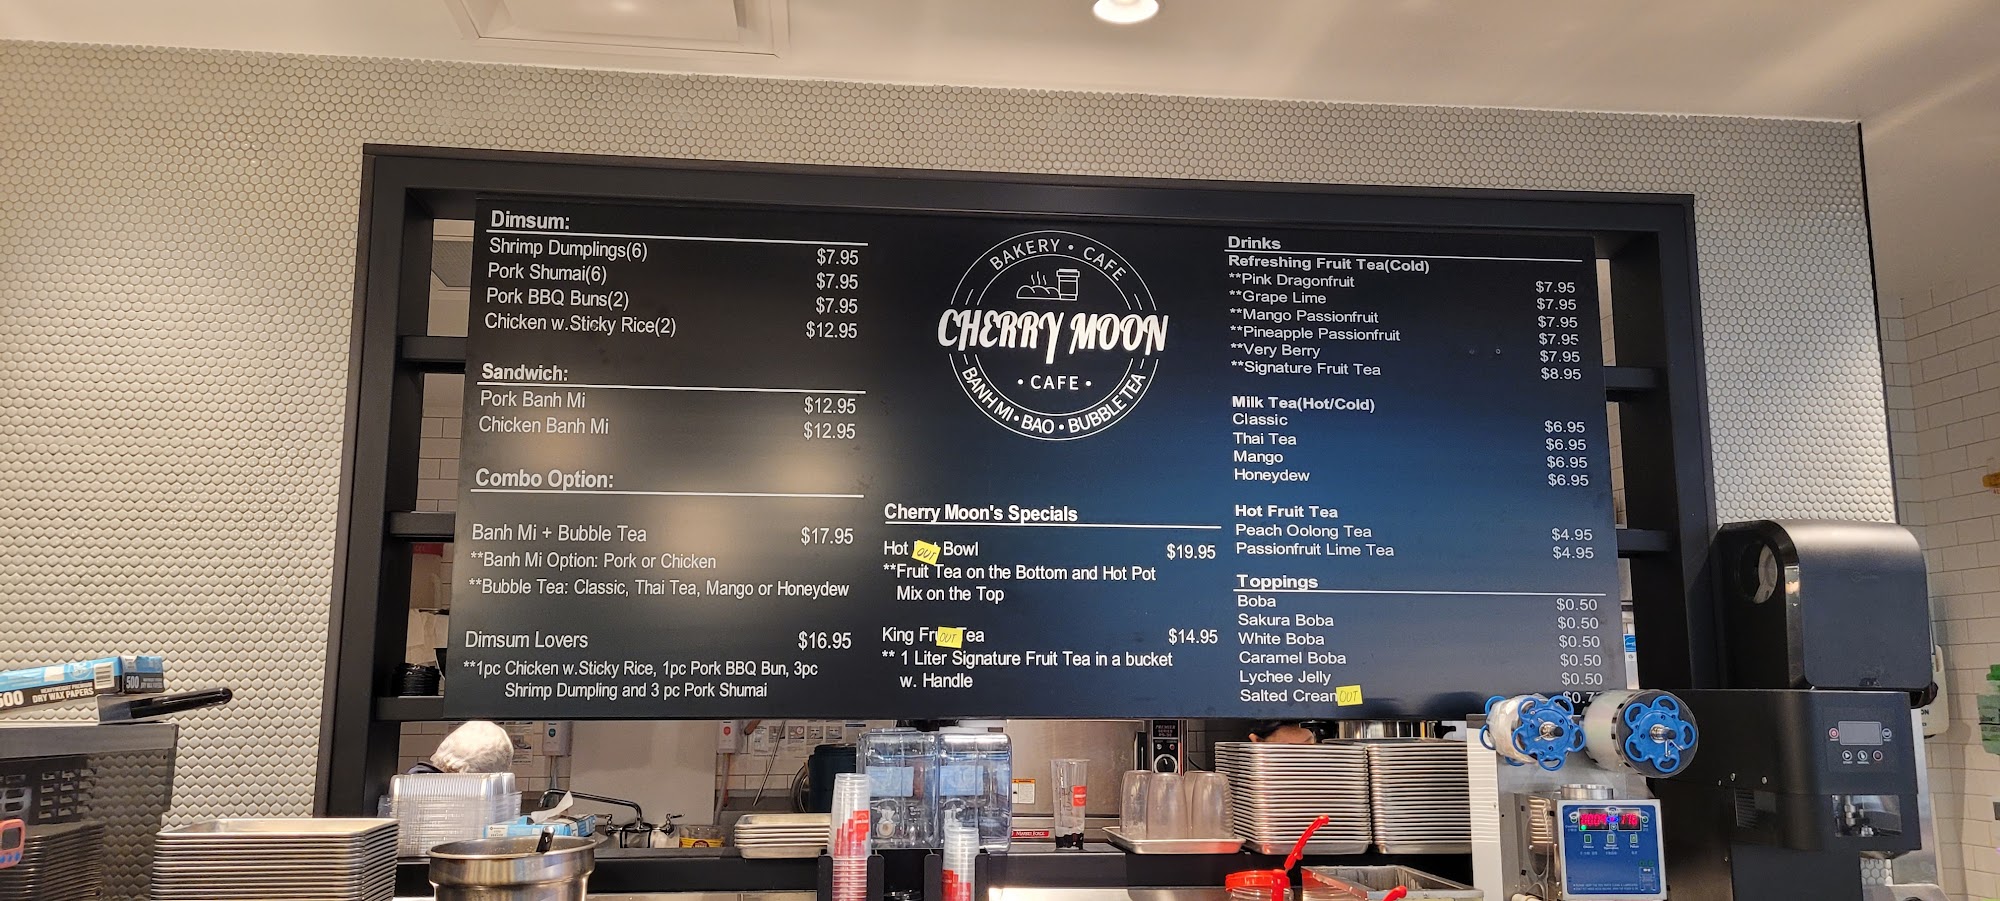 Dimsum:
Shrimp Dumplings(6) $7.95
Pork Shumai(6) $7.95
Pork BBQ Buns(2) $7.95
Chicken w.Sticky Rice(2) $12.95
Sandwich:
Pork Banh Mi $12.95
Chicken Banh Mi $12.95
Combo Option:
Banh Mi + Bubble Tea $17.95
**Banh Mi Option: Pork or Chicken
**Bubble Tea: Classic, Thai Tea, Mango or Honeydew
Dimsum Lovers $16.95
**1pc Chicken w.Sticky Rice, 1pc Pork BBQ Bun, 3pc
Shrimp Dumpling and 3 pc Pork Shumai
BAKERY • CAFE
CHERRY MOON
• CAFE •
BANH MI • BAO • BUBBLE TEA
Cherry Moon's Specials
Hot OUT Bowl $19.95
**Fruit Tea on the Bottom and Hot Pot
Mix on the Top
King Fru OUT Tea $14.95
** 1 Liter Signature Fruit Tea in a bucket
w. Handle
Drinks
Refreshing Fruit Tea(Cold)
**Pink Dragonfruit $7.95
**Grape Lime $7.95
**Mango Passionfruit $7.95
**Pineapple Passionfruit $7.95
**Very Berry $7.95
**Signature Fruit Tea $8.95
Milk Tea(Hot/Cold)
Classic $6.95
Thai Tea $6.95
Mango $6.95
Honeydew $6.95
Hot Fruit Tea
Peach Oolong Tea $4.95
Passionfruit Lime Tea $4.95
Toppings
Boba $0.50
Sakura Boba $0.50
White Boba $0.50
Caramel Boba $0.50
Lychee Jelly $0.50
Salted Cream OUT $0.7
500 DRY WAX PAPERS 500